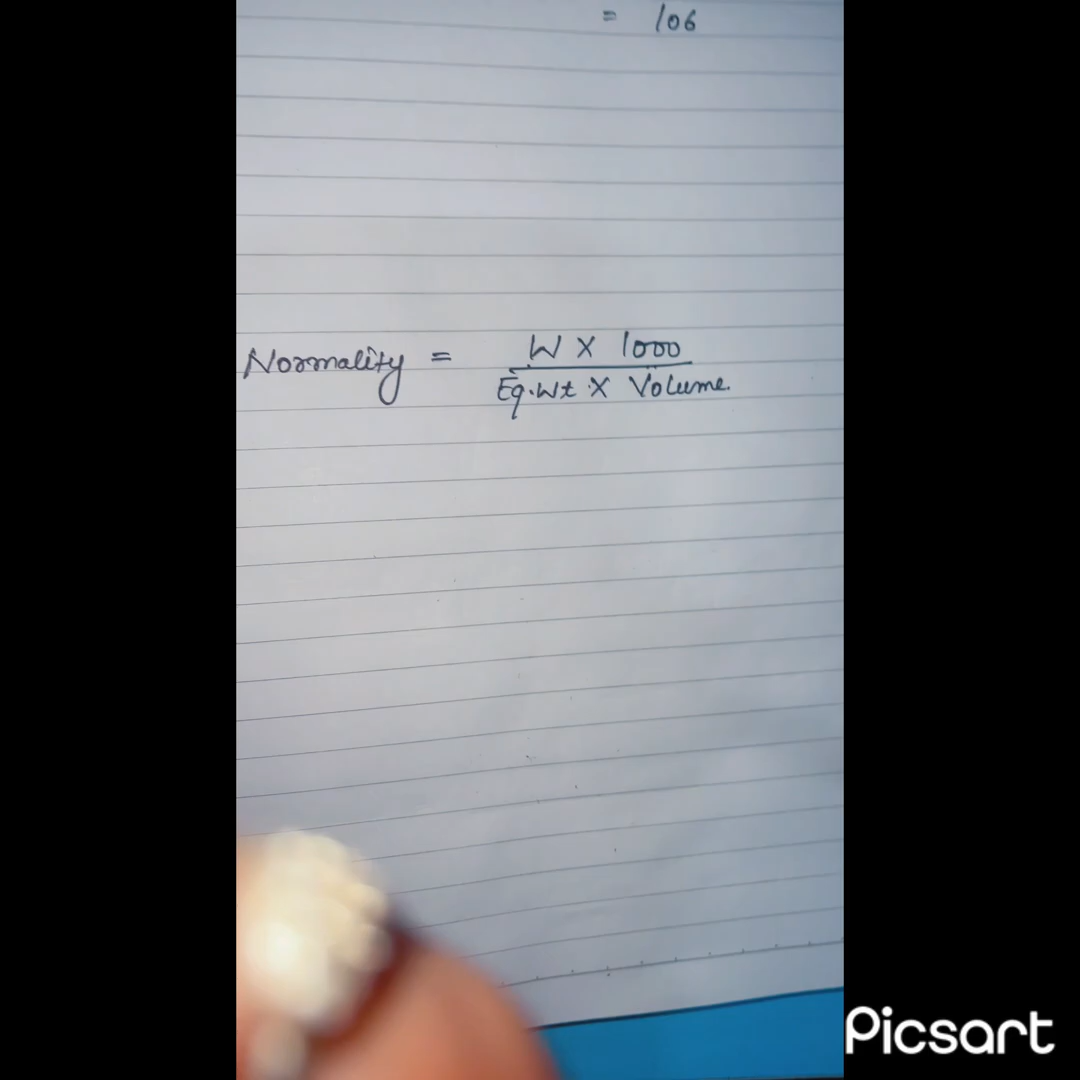 = 106
Normality = W X 1000
Eq.Wt. X Volume.
Picsart